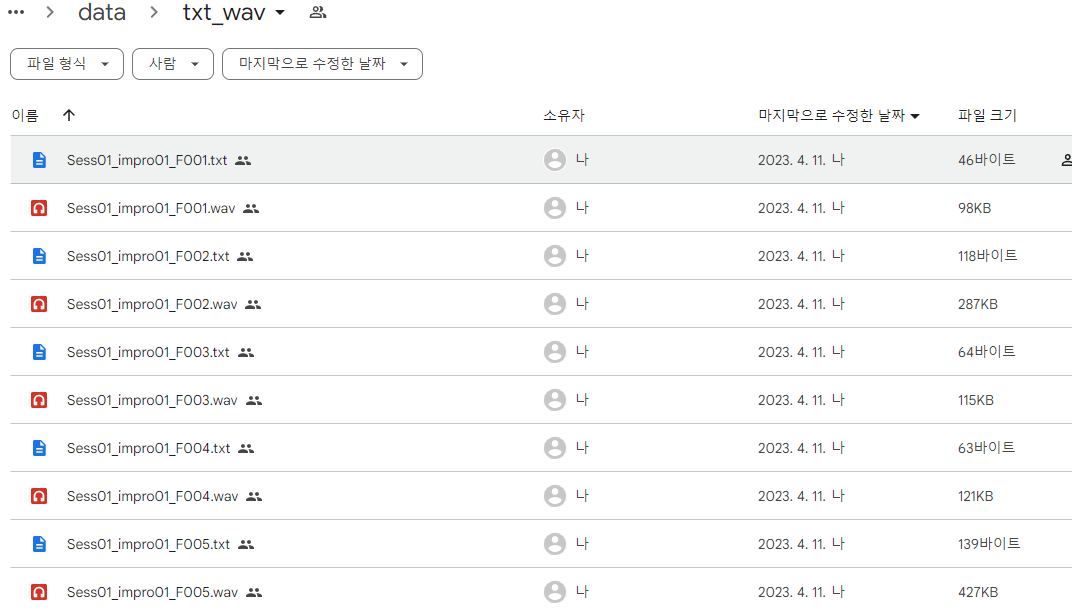 data txt_wav
파일 형식 사람 마지막으로 수정한 날짜
이름 소유자 마지막으로 수정한 날짜 파일 크기
Sess01_impro01_F001.txt 나 2023. 4. 11. 나 46바이트
Sess01_impro01_F001.wav 나 2023. 4. 11. 나 98KB
Sess01_impro01_F002.txt 나 2023. 4. 11. 나 118바이트
Sess01_impro01_F002.wav 나 2023. 4. 11. 나 287KB
Sess01_impro01_F003.txt 나 2023. 4. 11. 나 64바이트
Sess01_impro01_F003.wav 나 2023. 4. 11. 나 115KB
Sess01_impro01_F004.txt 나 2023. 4. 11. 나 63바이트
Sess01_impro01_F004.wav 나 2023. 4. 11. 나 121KB
Sess01_impro01_F005.txt 나 2023. 4. 11. 나 139바이트
Sess01_impro01_F005.wav 나 2023. 4. 11. 나 427KB